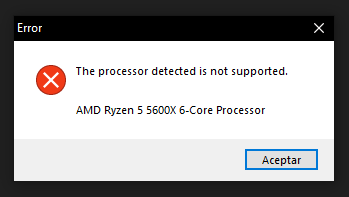 Error
The processor detected is not supported.
AMD Ryzen 5 5600X 6-Core Processor
Aceptar